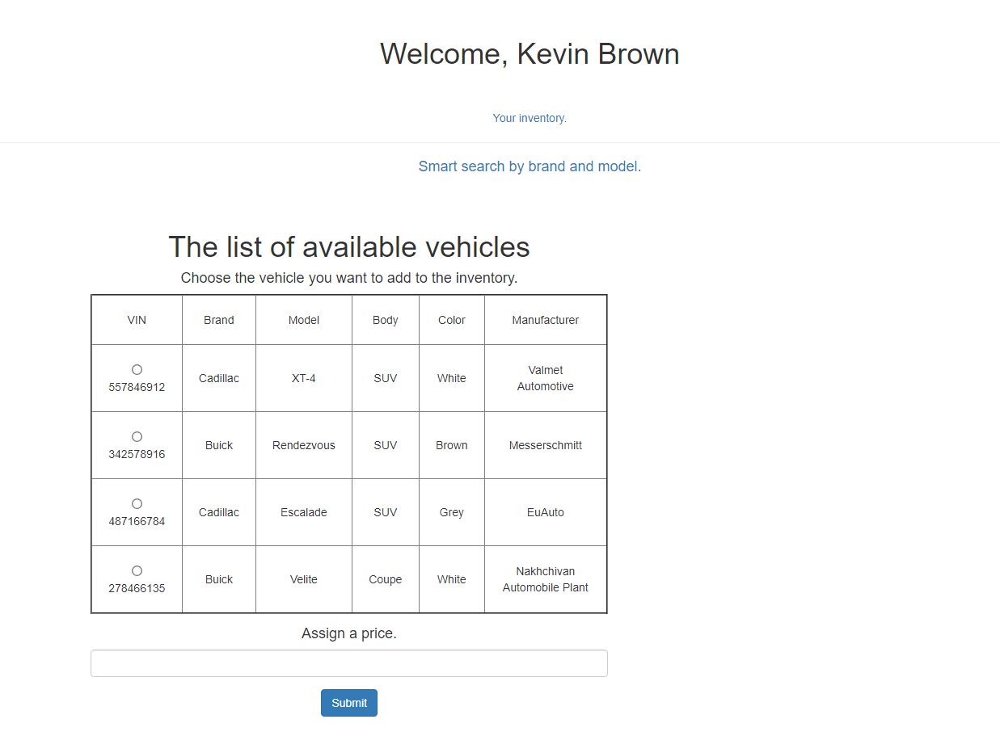 Welcome, Kevin Brown
Your inventory.
Smart search by brand and model.
The list of available vehicles
Choose the vehicle you want to add to the inventory.
VIN Brand Model Body Color Manufacturer
557846912 Cadillac XT-4 SUV White Valmet Automotive
342578916 Buick Rendezvous SUV Brown Messerschmitt
487166784 Cadillac Escalade SUV Grey EuAuto
278466135 Buick Velite Coupe White Nakhchivan Automobile Plant
Assign a price.
Submit